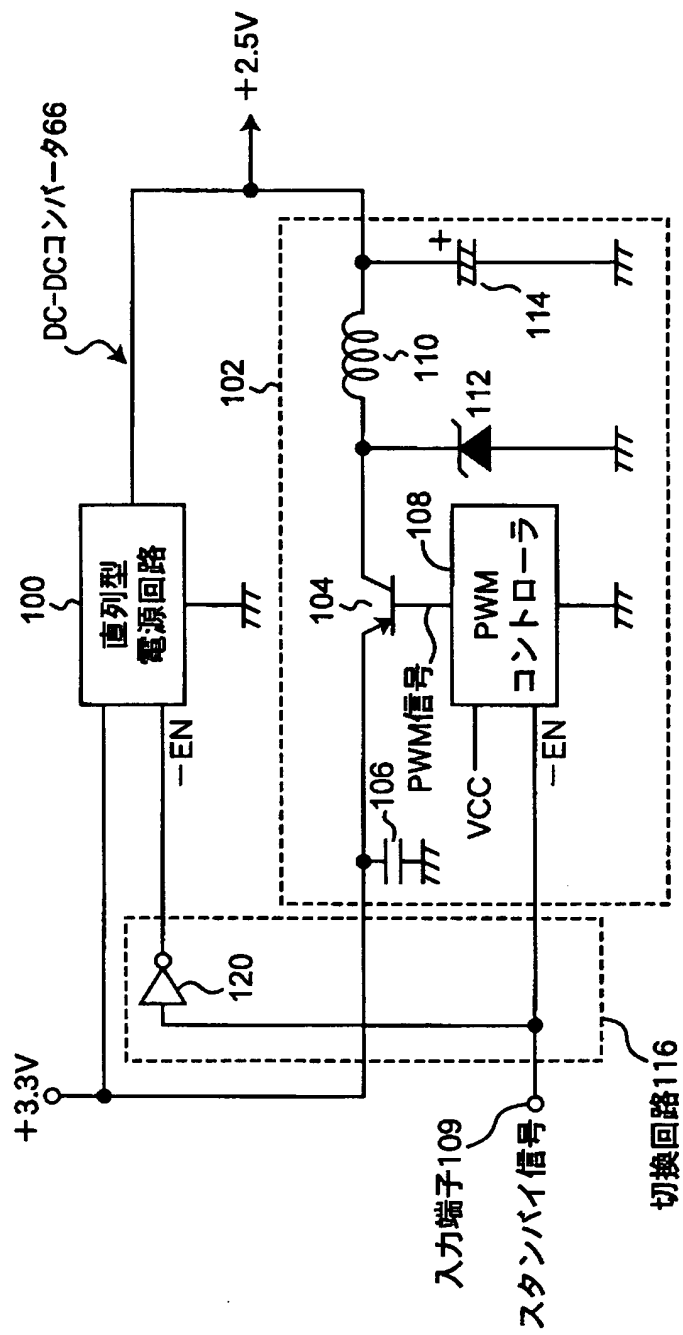 DC-DCコンバータ66
+3.3V
100
直列型
電源回路
−EN
+2.5V
120
102
104
106
110
+
114
112
PWM信号
108
PWM
コントローラ
VCC
−EN
入力端子109
スタンバイ信号
切換回路116